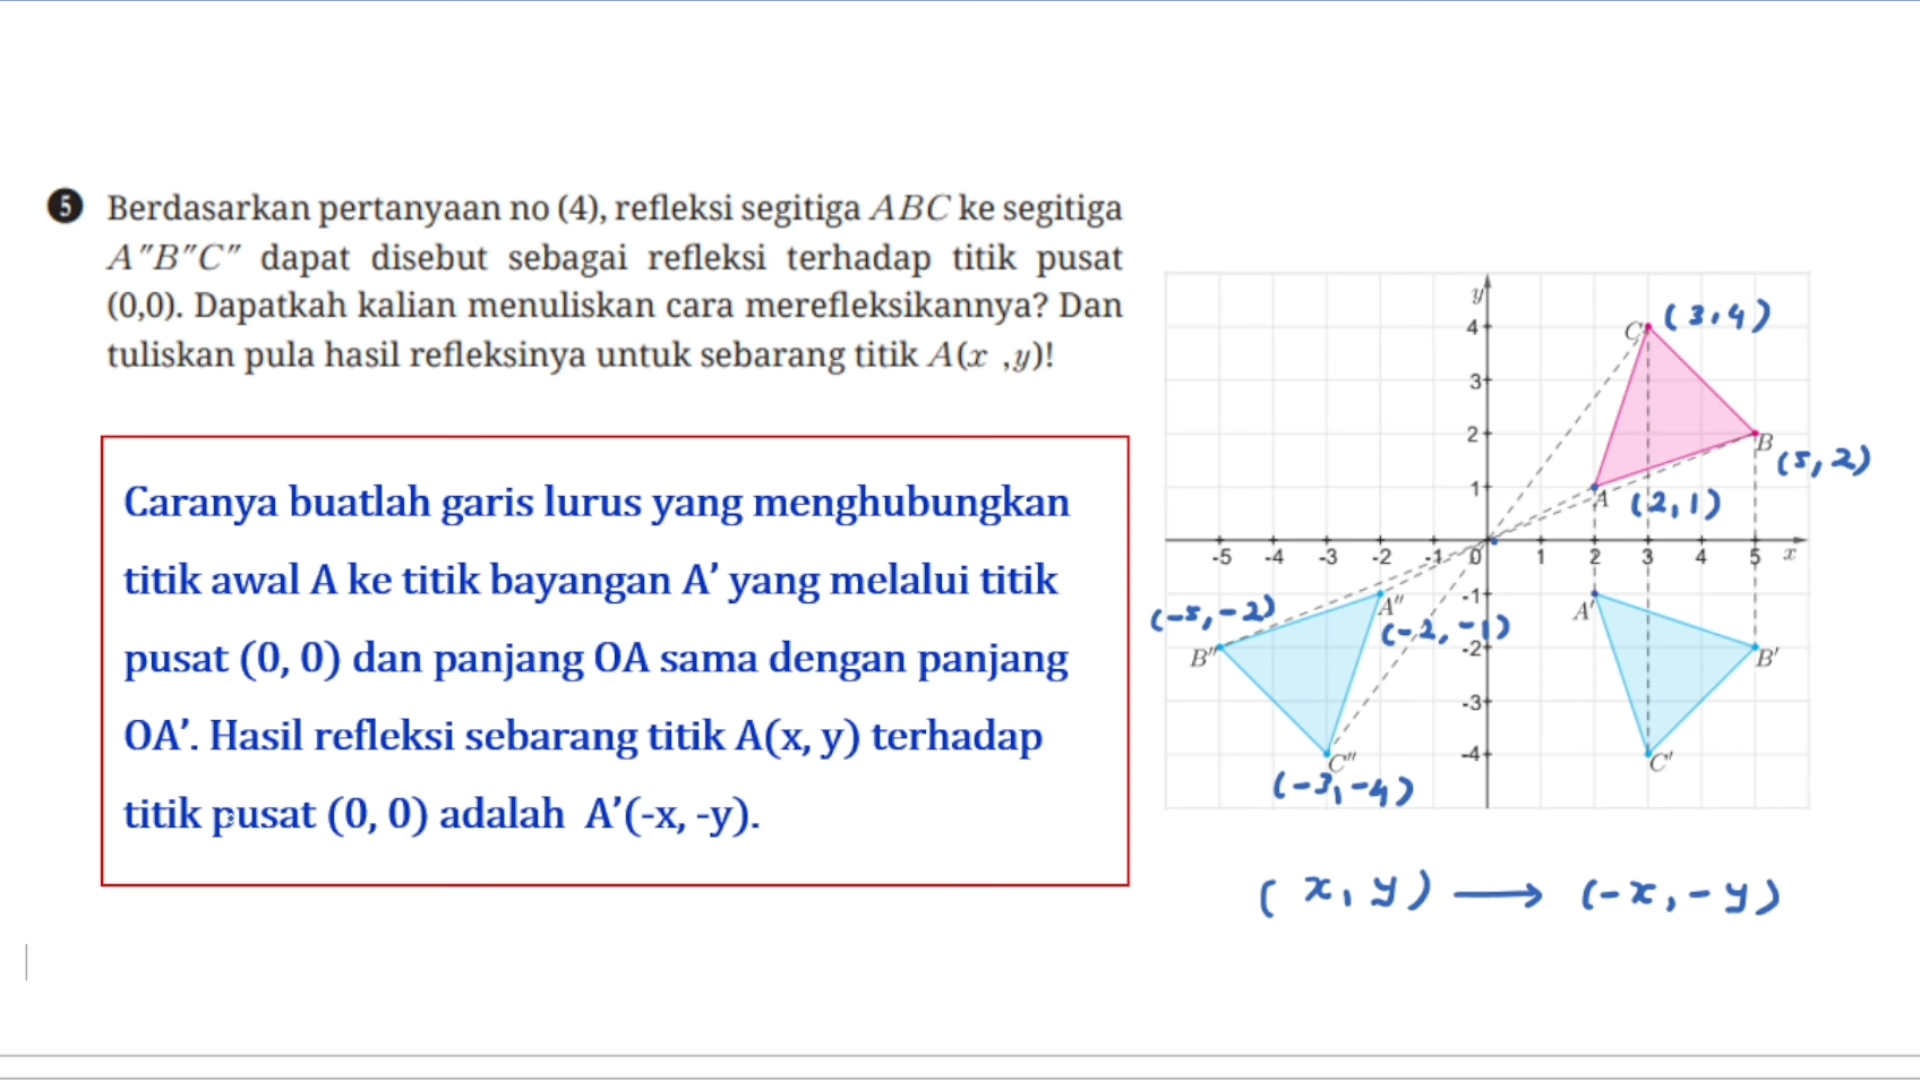 5 Berdasarkan pertanyaan no (4), refleksi segitiga ABC ke segitiga
A″B″C″ dapat disebut sebagai refleksi terhadap titik pusat
(0,0). Dapatkah kalian menuliskan cara merefleksikannya? Dan
tuliskan pula hasil refleksinya untuk sebarang titik A(x ,y)!
Caranya buatlah garis lurus yang menghubungkan
titik awal A ke titik bayangan A’ yang melalui titik
pusat (0, 0) dan panjang OA sama dengan panjang
OA’. Hasil refleksi sebarang titik A(x, y) terhadap
titik pusat (0, 0) adalah A’(-x, -y).
y
4
C (3,4)
3
2
B
(5,2)
1
A (2,1)
-5 -4 -3 -2 -1 0 1 2 3 4 5 x
(-5,-2) A″ -1 A′
(-2,-1)
B″ -2 B′
-3
C″ -4 C′
(-3,-4)
(x, y) → (-x, -y)